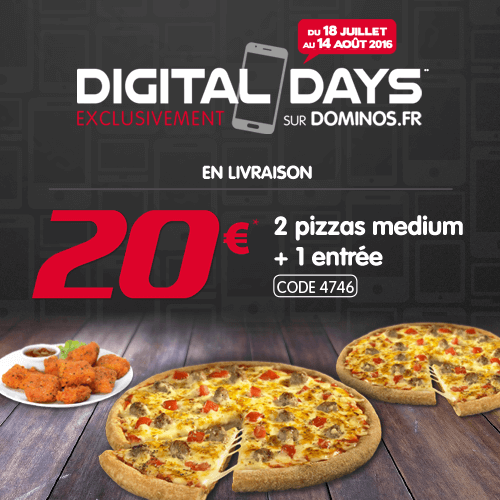 DU 18 JUILLET
AU 14 AOÛT 2016
DIGITAL DAYS
EXCLUSIVEMENT SUR DOMINOS.FR
EN LIVRAISON
20€*
2 pizzas medium
+ 1 entrée
CODE 4746